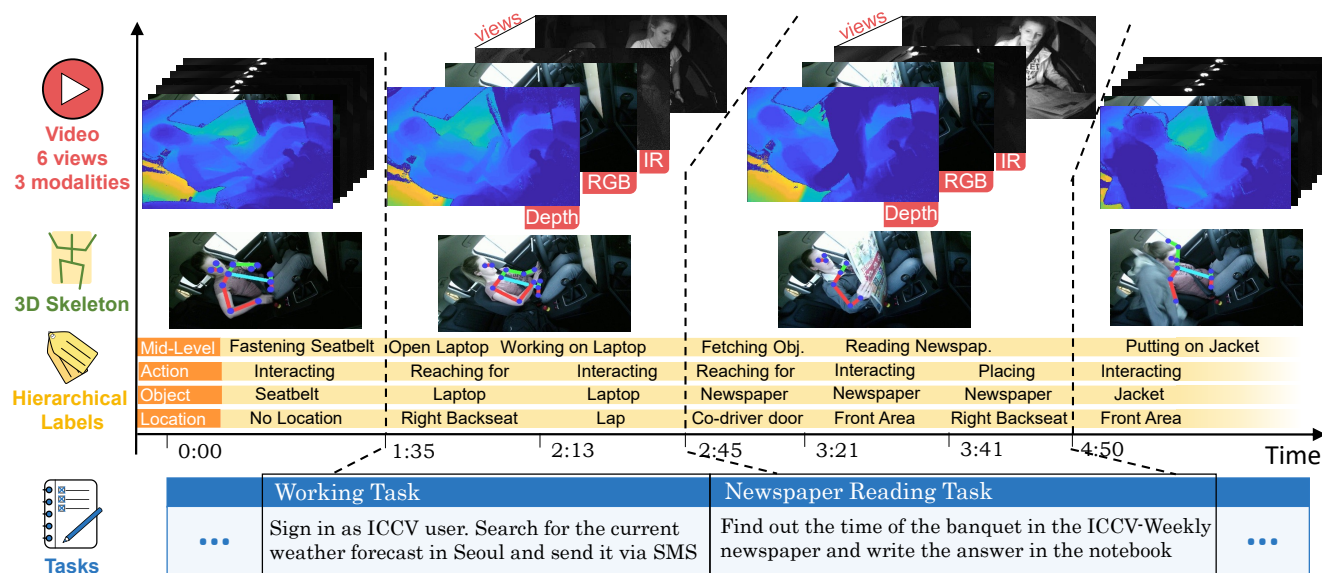 Video
6 views
3 modalities
views
IR
RGB
Depth
views
IR
RGB
Depth
3D Skeleton
Hierarchical
Labels
Mid-Level Fastening Seatbelt Open Laptop Working on Laptop Fetching Obj. Reading Newspap. Putting on Jacket
Action Interacting Reaching for Interacting Reaching for Interacting Placing Interacting
Object Seatbelt Laptop Laptop Newspaper Newspaper Newspaper Jacket
Location No Location Right Backseat Lap Co-driver door Front Area Right Backseat Front Area
0:00 1:35 2:13 2:45 3:21 3:41 4:50
Time
Tasks
...
Working Task
Sign in as ICCV user. Search for the current
weather forecast in Seoul and send it via SMS
Newspaper Reading Task
Find out the time of the banquet in the ICCV-Weekly
newspaper and write the answer in the notebook
...